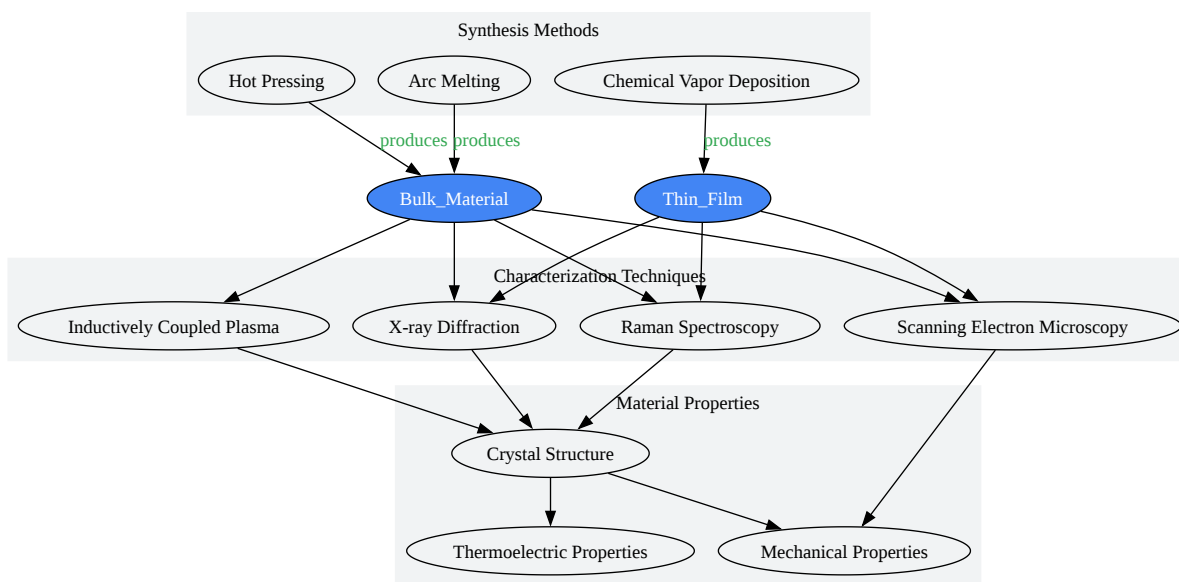 Synthesis Methods
Hot Pressing
Arc Melting
Chemical Vapor Deposition
produces
produces
produces
Bulk_Material
Thin_Film
Characterization Techniques
Inductively Coupled Plasma
X-ray Diffraction
Raman Spectroscopy
Scanning Electron Microscopy
Material Properties
Crystal Structure
Thermoelectric Properties
Mechanical Properties